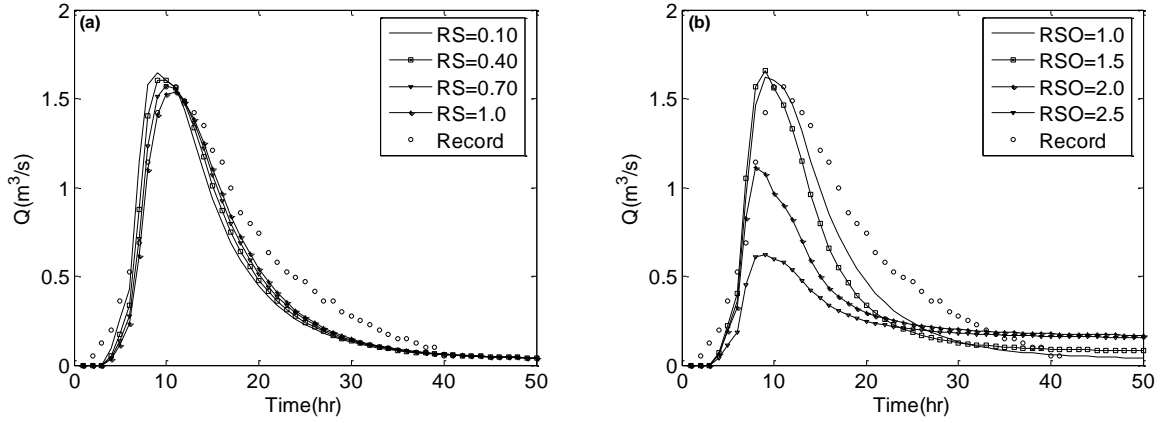 (a)
RS=0.10
RS=0.40
RS=0.70
RS=1.0
Record
2
1.5
1
0.5
0
Q(m³/s)
0 10 20 30 40 50
Time(hr)
(b)
RSO=1.0
RSO=1.5
RSO=2.0
RSO=2.5
Record
2
1.5
1
0.5
0
Q(m³/s)
0 10 20 30 40 50
Time(hr)